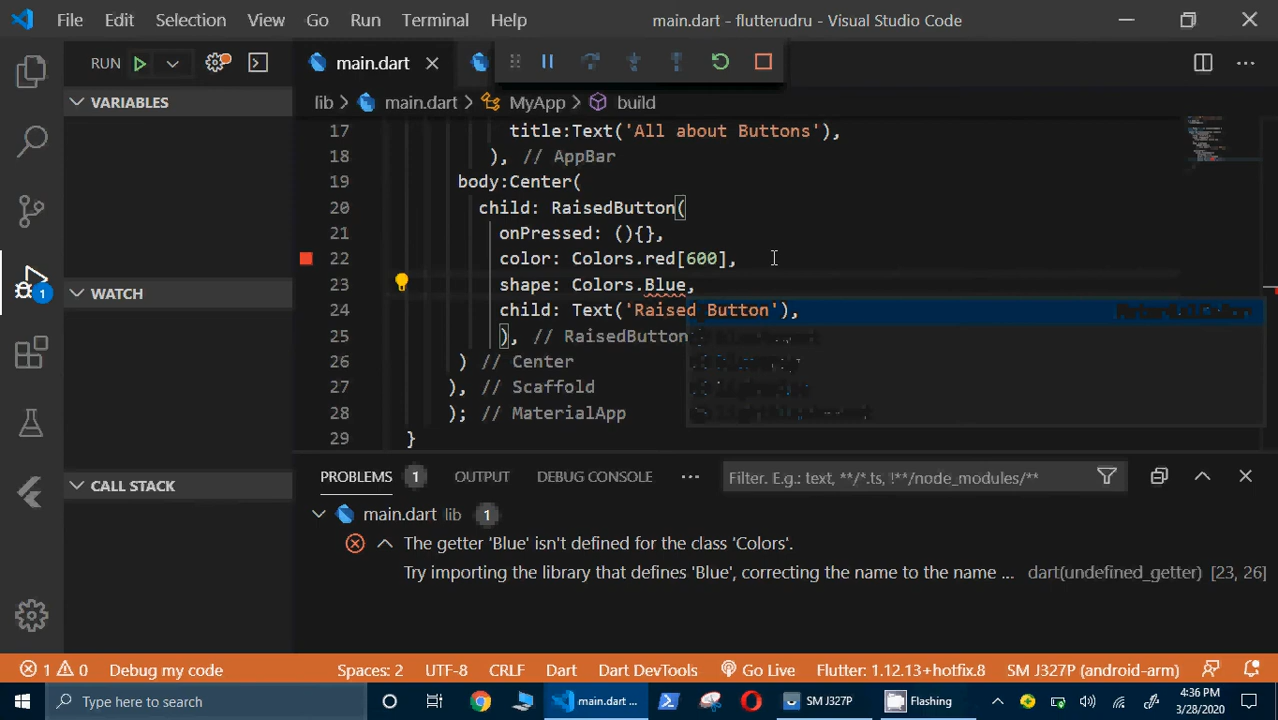 File Edit Selection View Go Run Terminal Help main.dart - flutterudru - Visual Studio Code
RUN main.dart
VARIABLES
lib > main.dart > MyApp > build
17 title:Text('All about Buttons'),
18 ), // AppBar
19 body:Center(
20 child: RaisedButton(
21 onPressed: (){},
22 color: Colors.red[600],
23 shape: Colors.Blue,
24 child: Text('Raised Button'),
25 ), // RaisedButton
26 ) // Center
27 ), // Scaffold
28 ); // MaterialApp
29 }
WATCH
CALL STACK
1
PROBLEMS 1 OUTPUT DEBUG CONSOLE ... Filter. E.g.: text, **/*.ts, !**/node_modules/**
main.dart lib 1
The getter 'Blue' isn't defined for the class 'Colors'.
Try importing the library that defines 'Blue', correcting the name to the name ... dart(undefined_getter) [23, 26]
1 0 Debug my code Spaces: 2 UTF-8 CRLF Dart Dart DevTools Go Live Flutter: 1.12.13+hotfix.8 SM J327P (android-arm)
Type here to search main.dart ... SM J327P Flashing 4:36 PM
3/28/2020